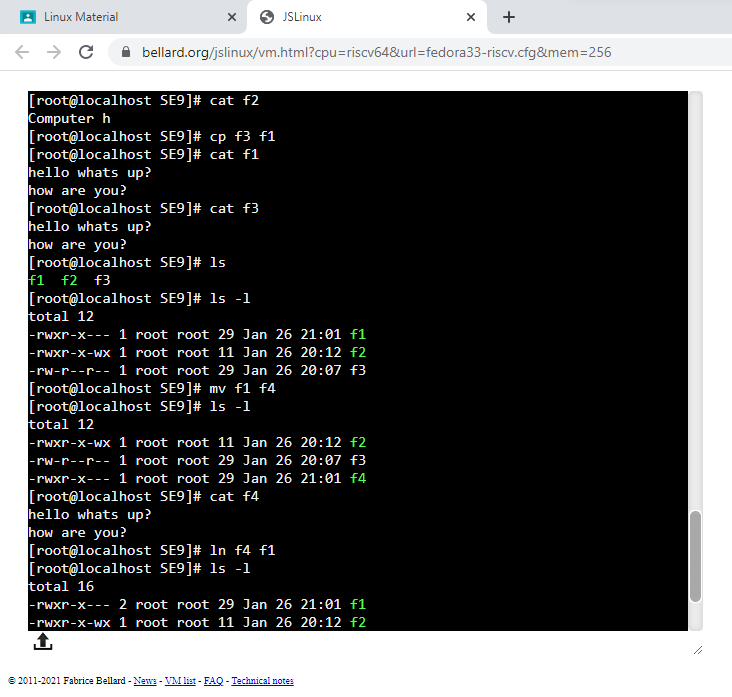 Linux Material
JSLinux
bellard.org/jslinux/vm.html?cpu=riscv64&url=fedora33-riscv.cfg&mem=256
[root@localhost SE9]# cat f2
Computer h
[root@localhost SE9]# cp f3 f1
[root@localhost SE9]# cat f1
hello whats up?
how are you?
[root@localhost SE9]# cat f3
hello whats up?
how are you?
[root@localhost SE9]# ls
f1  f2  f3
[root@localhost SE9]# ls -l
total 12
-rwxr-x--- 1 root root 29 Jan 26 21:01 f1
-rwxr-x-wx 1 root root 11 Jan 26 20:12 f2
-rw-r--r-- 1 root root 29 Jan 26 20:07 f3
[root@localhost SE9]# mv f1 f4
[root@localhost SE9]# ls -l
total 12
-rwxr-x-wx 1 root root 11 Jan 26 20:12 f2
-rw-r--r-- 1 root root 29 Jan 26 20:07 f3
-rwxr-x--- 1 root root 29 Jan 26 21:01 f4
[root@localhost SE9]# cat f4
hello whats up?
how are you?
[root@localhost SE9]# ln f4 f1
[root@localhost SE9]# ls -l
total 16
-rwxr-x--- 2 root root 29 Jan 26 21:01 f1
-rwxr-x-wx 1 root root 11 Jan 26 20:12 f2
© 2011-2021 Fabrice Bellard - News - VM list - FAQ - Technical notes